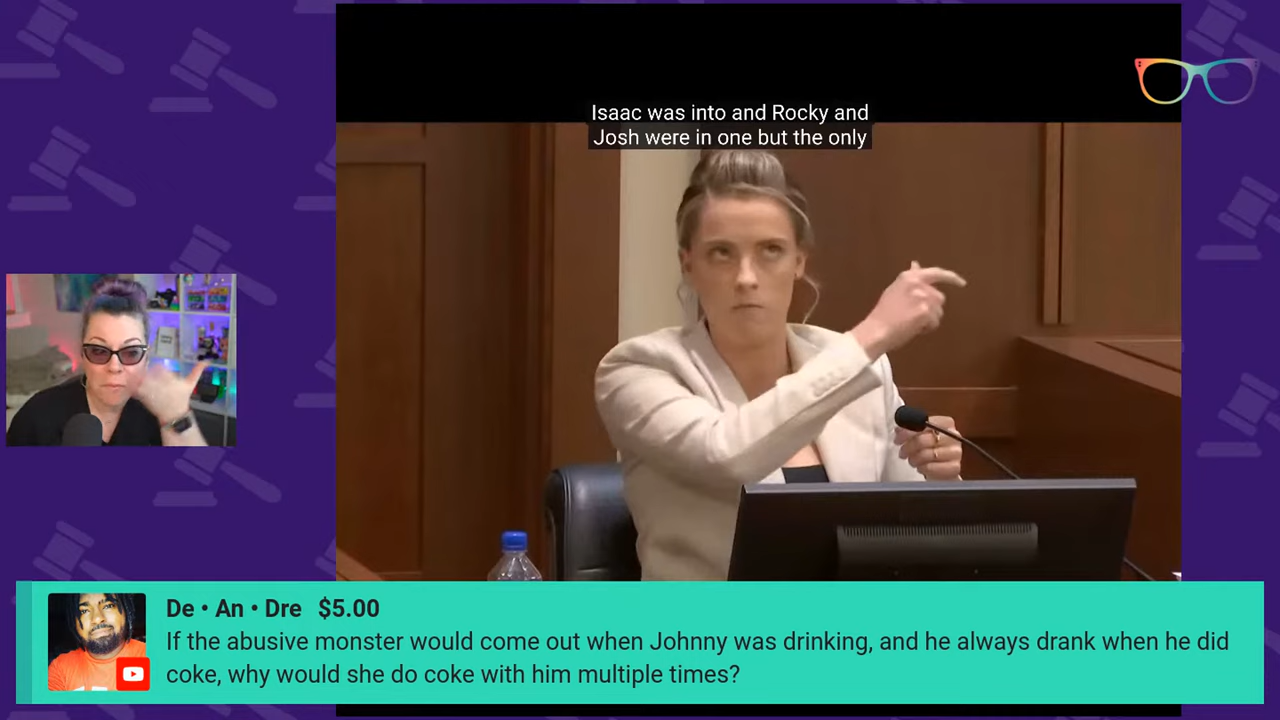 Isaac was into and Rocky and
Josh were in one but the only
De • An • Dre $5.00
If the abusive monster would come out when Johnny was drinking, and he always drank when he did
coke, why would she do coke with him multiple times?